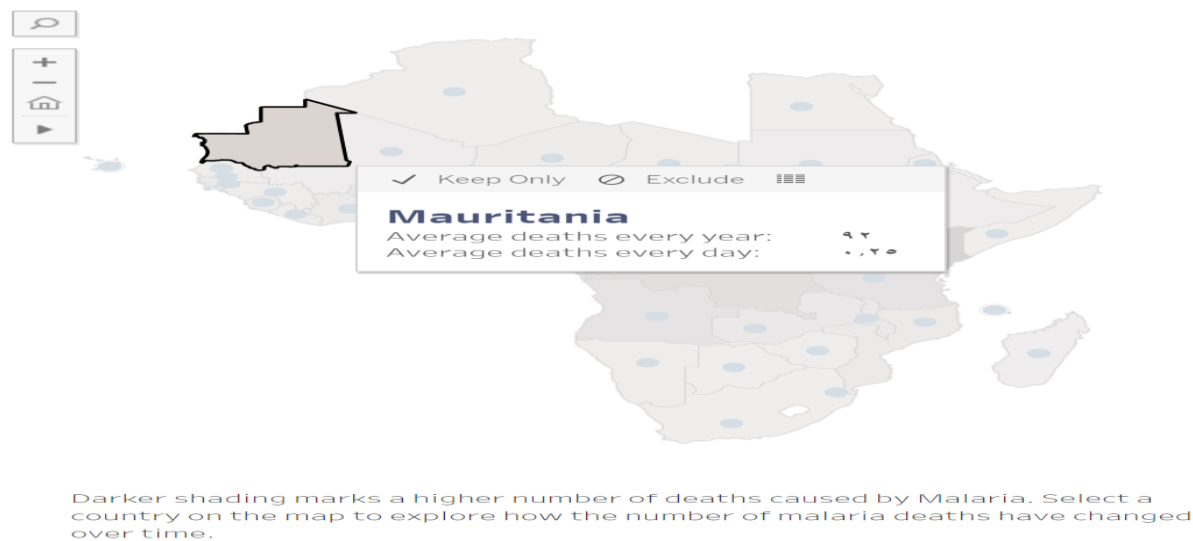 Keep Only Exclude
Mauritania
Average deaths every year: ٩٢
Average deaths every day: ٠,٢٥
Darker shading marks a higher number of deaths caused by Malaria. Select a
country on the map to explore how the number of malaria deaths have changed
over time.